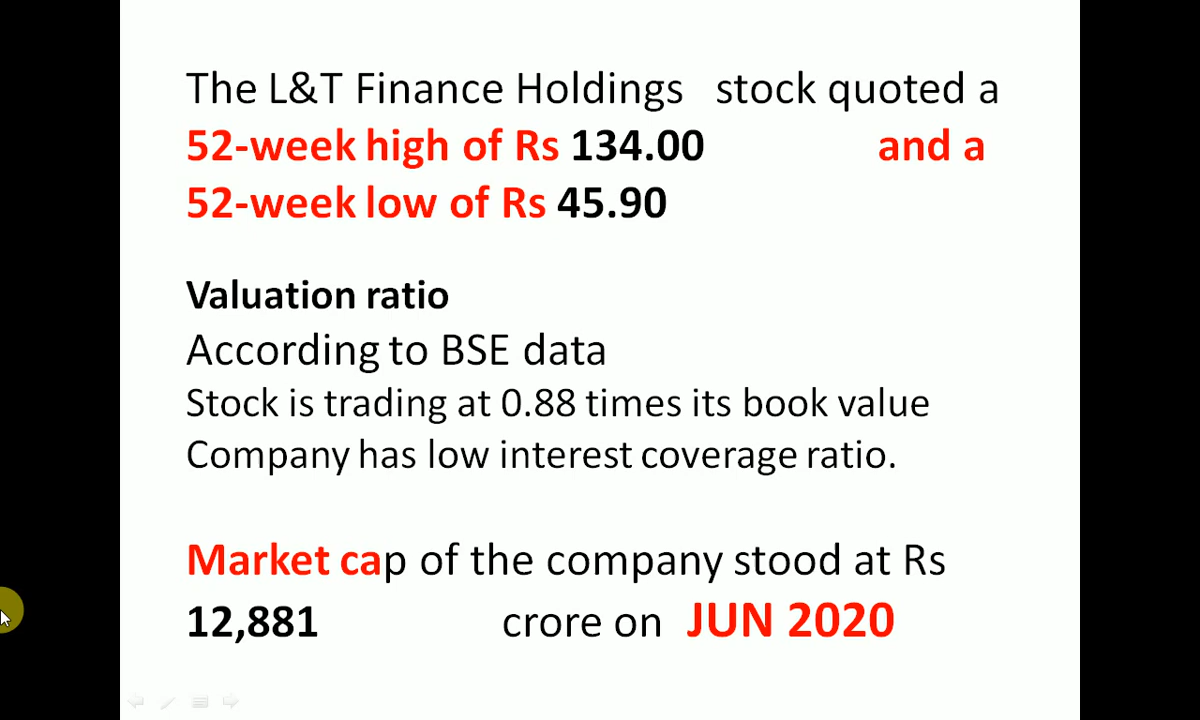 The L&T Finance Holdings stock quoted a
52-week high of Rs 134.00 and a
52-week low of Rs 45.90
Valuation ratio
According to BSE data
Stock is trading at 0.88 times its book value
Company has low interest coverage ratio.
Market cap of the company stood at Rs
12,881 crore on JUN 2020